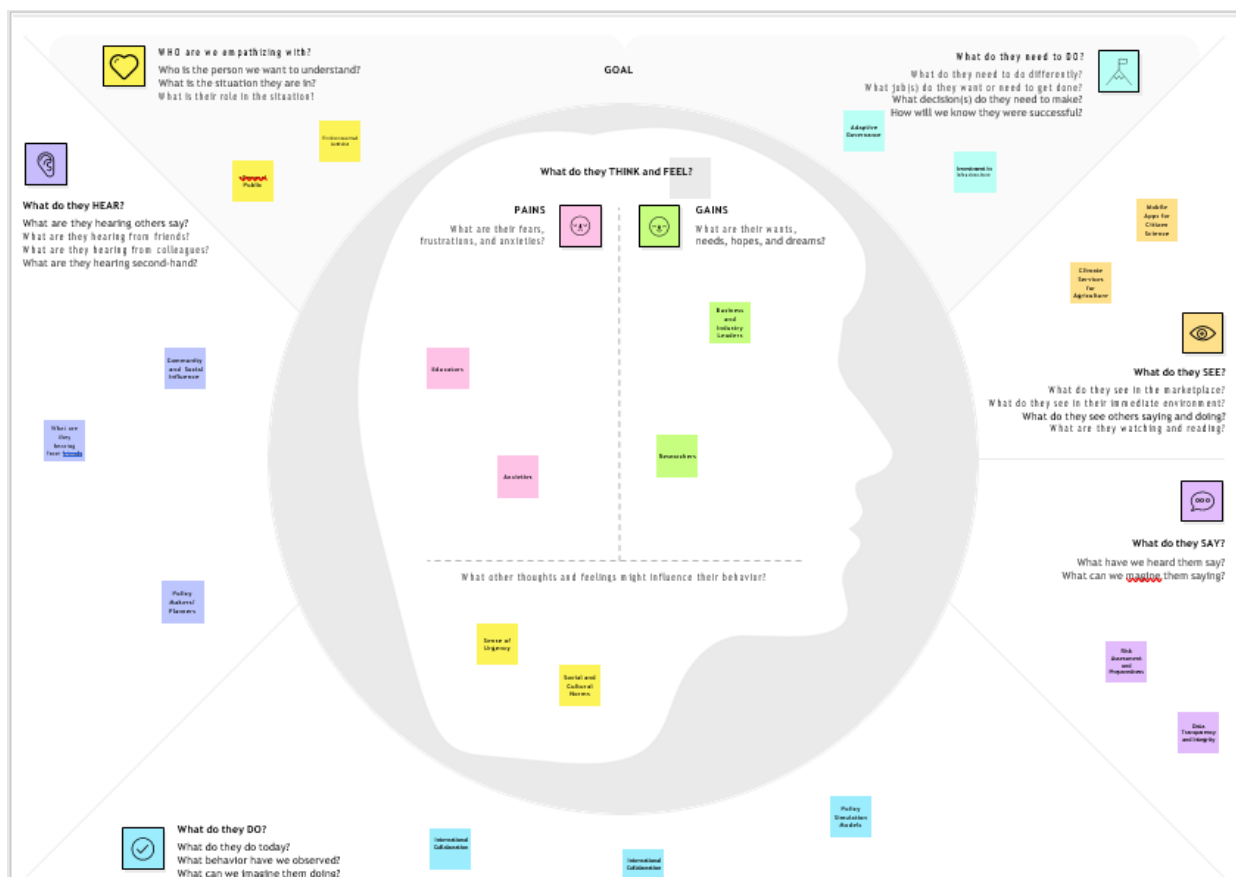 WHO are we empathizing with?
Who is the person we want to understand?
What is the situation they are in?
What is their role in the situation?
GOAL
What do they need to DO?
What do they need to do differently?
What job(s) do they want or need to get done?
What decision(s) do they need to make?
How will we know they were successful?
Public
Adaptive
Governance
Investment in
What do they HEAR?
What are they hearing others say?
What are they hearing from friends?
What are they hearing from colleagues?
What are they hearing second-hand?
What do they THINK and FEEL?
PAINS
What are their fears,
frustrations, and anxieties?
GAINS
What are their wants,
needs, hopes, and dreams?
Mobile
Apps for
Citizen
Science
Climate
Services
for
Agriculture
Business
and
Industry
Leaders
Community
and Social
Influence
Educators
What do they SEE?
What do they see in the marketplace?
What do they see in their immediate environment?
What do they see others saying and doing?
What are they watching and reading?
What are
they
hearing
from friends
Researchers
Anxieties
What do they SAY?
What have we heard them say?
What can we magine them saying?
What other thoughts and feelings might influence their behavior?
Policy
Planners
Sense of
Urgency
Social and
Cultural
Norms
Risk
Assessment
and
Preparedness
Data
Transparency
and Integrity
What do they DO?
What do they do today?
What behavior have we observed?
What can we imagine them doing?
International
Collaboration
International
Collaboration
Policy
Simulation
Models